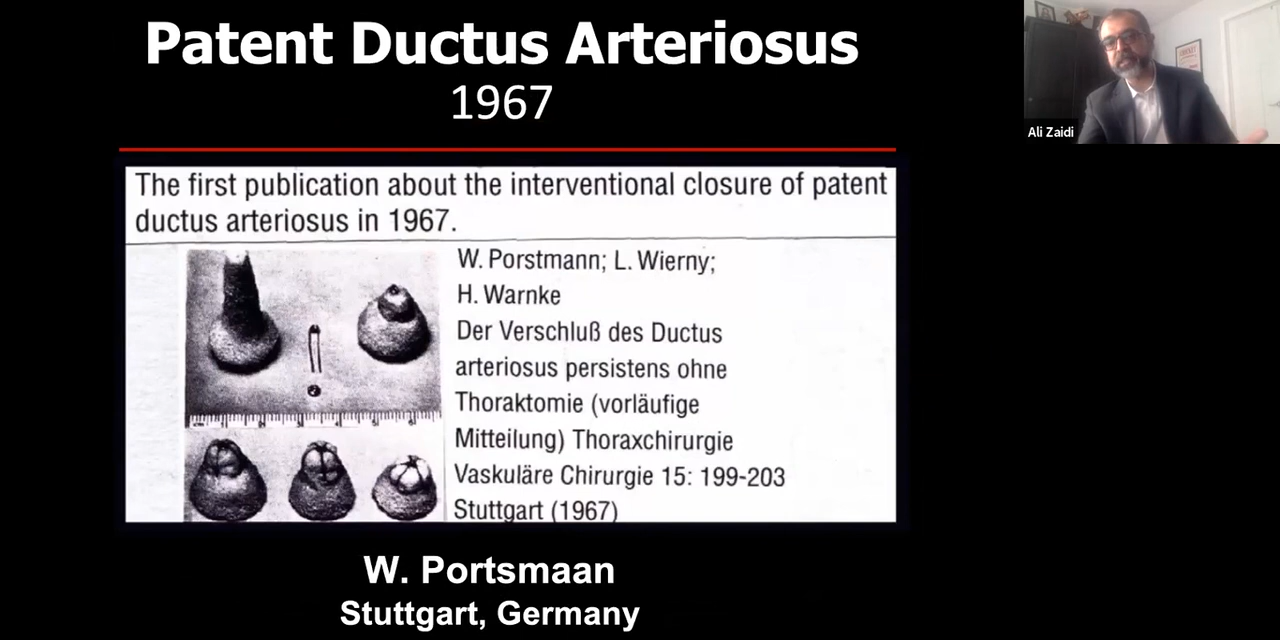 Patent Ductus Arteriosus
1967
Ali Zaidi
The first publication about the interventional closure of patent
ductus arteriosus in 1967.
W. Porstmann; L. Wierny;
H. Warnke
Der Verschluß des Ductus
arteriosus persistens ohne
Thoraktomie (vorläufige
Mitteilung) Thoraxchirurgie
Vaskuläre Chirurgie 15: 199-203
Stuttgart (1967)
W. Portsmaan
Stuttgart, Germany